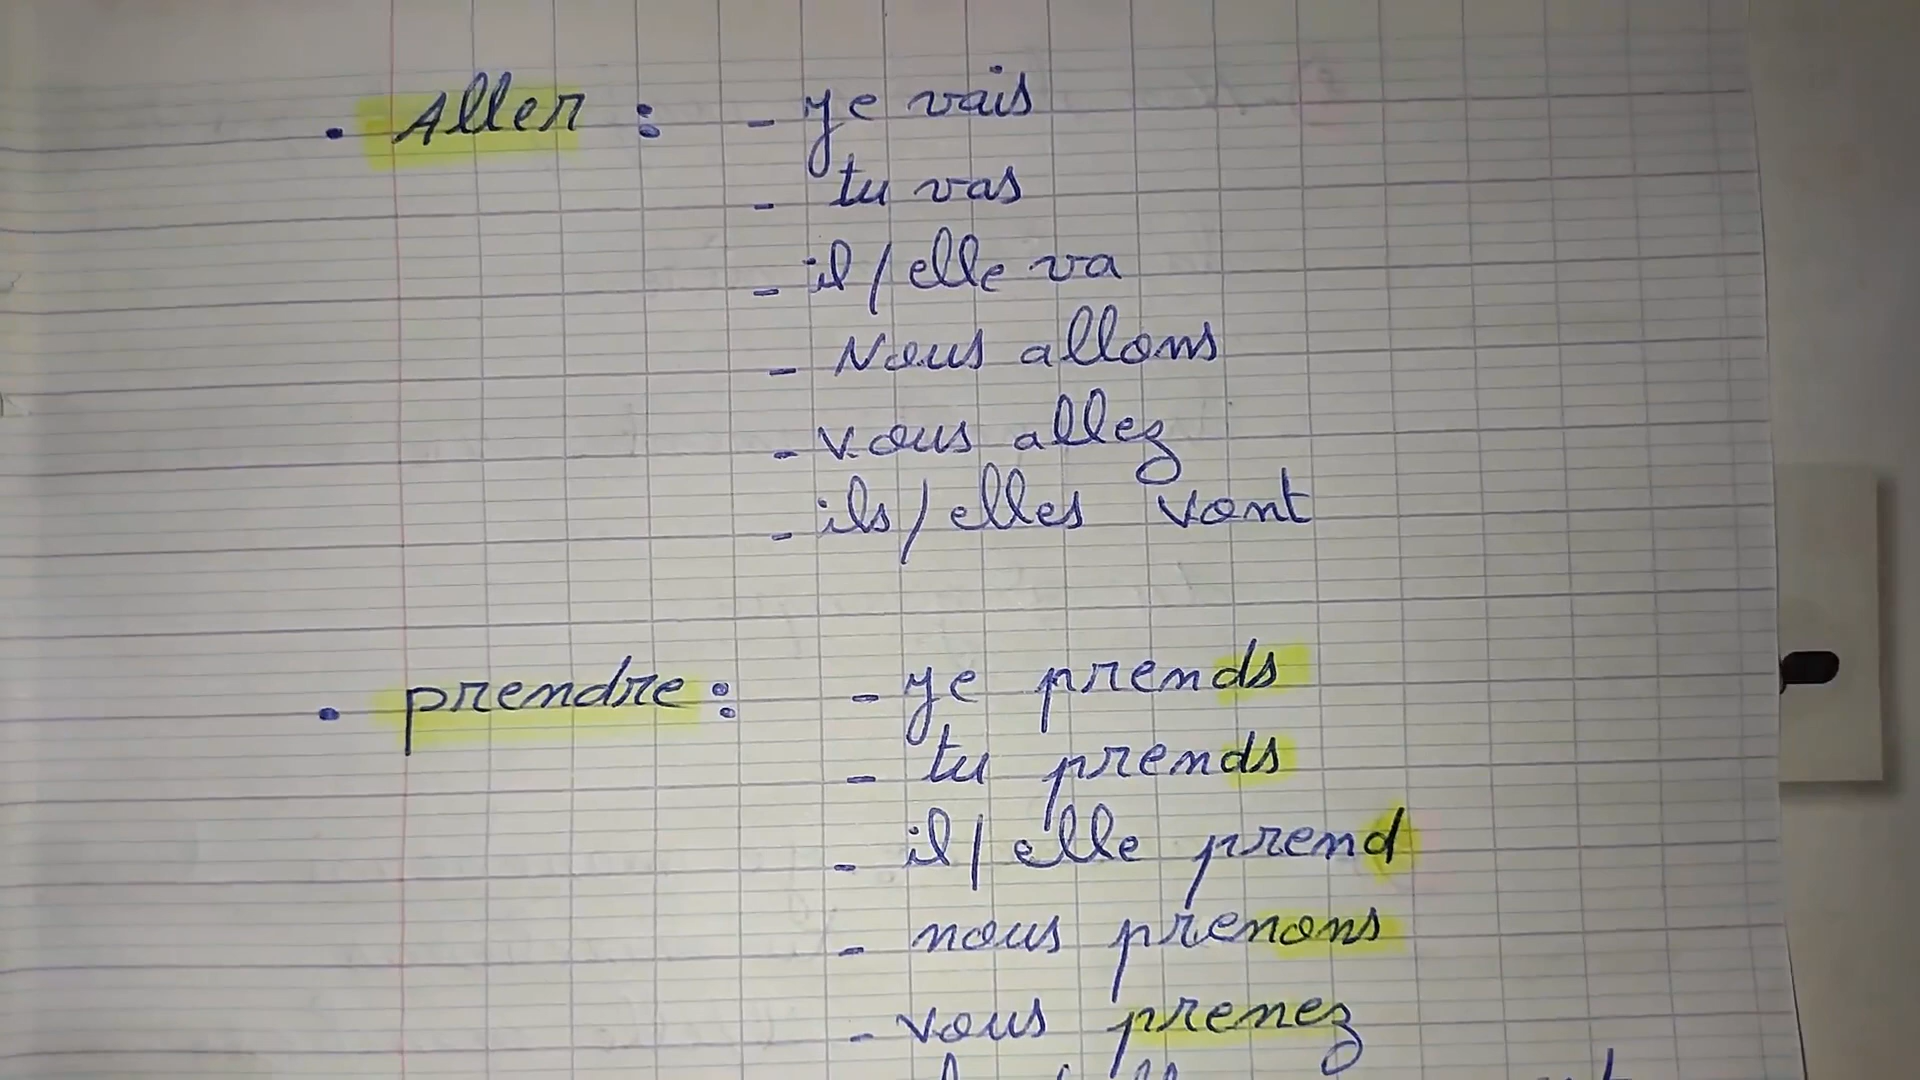 . Aller : - je vais
- tu vas
- il/elle va
- Nous allons
- vous allez
- ils/elles vont
. prendre : - je prends
- tu prends
- il/elle prend
- nous prenons
- vous prenez